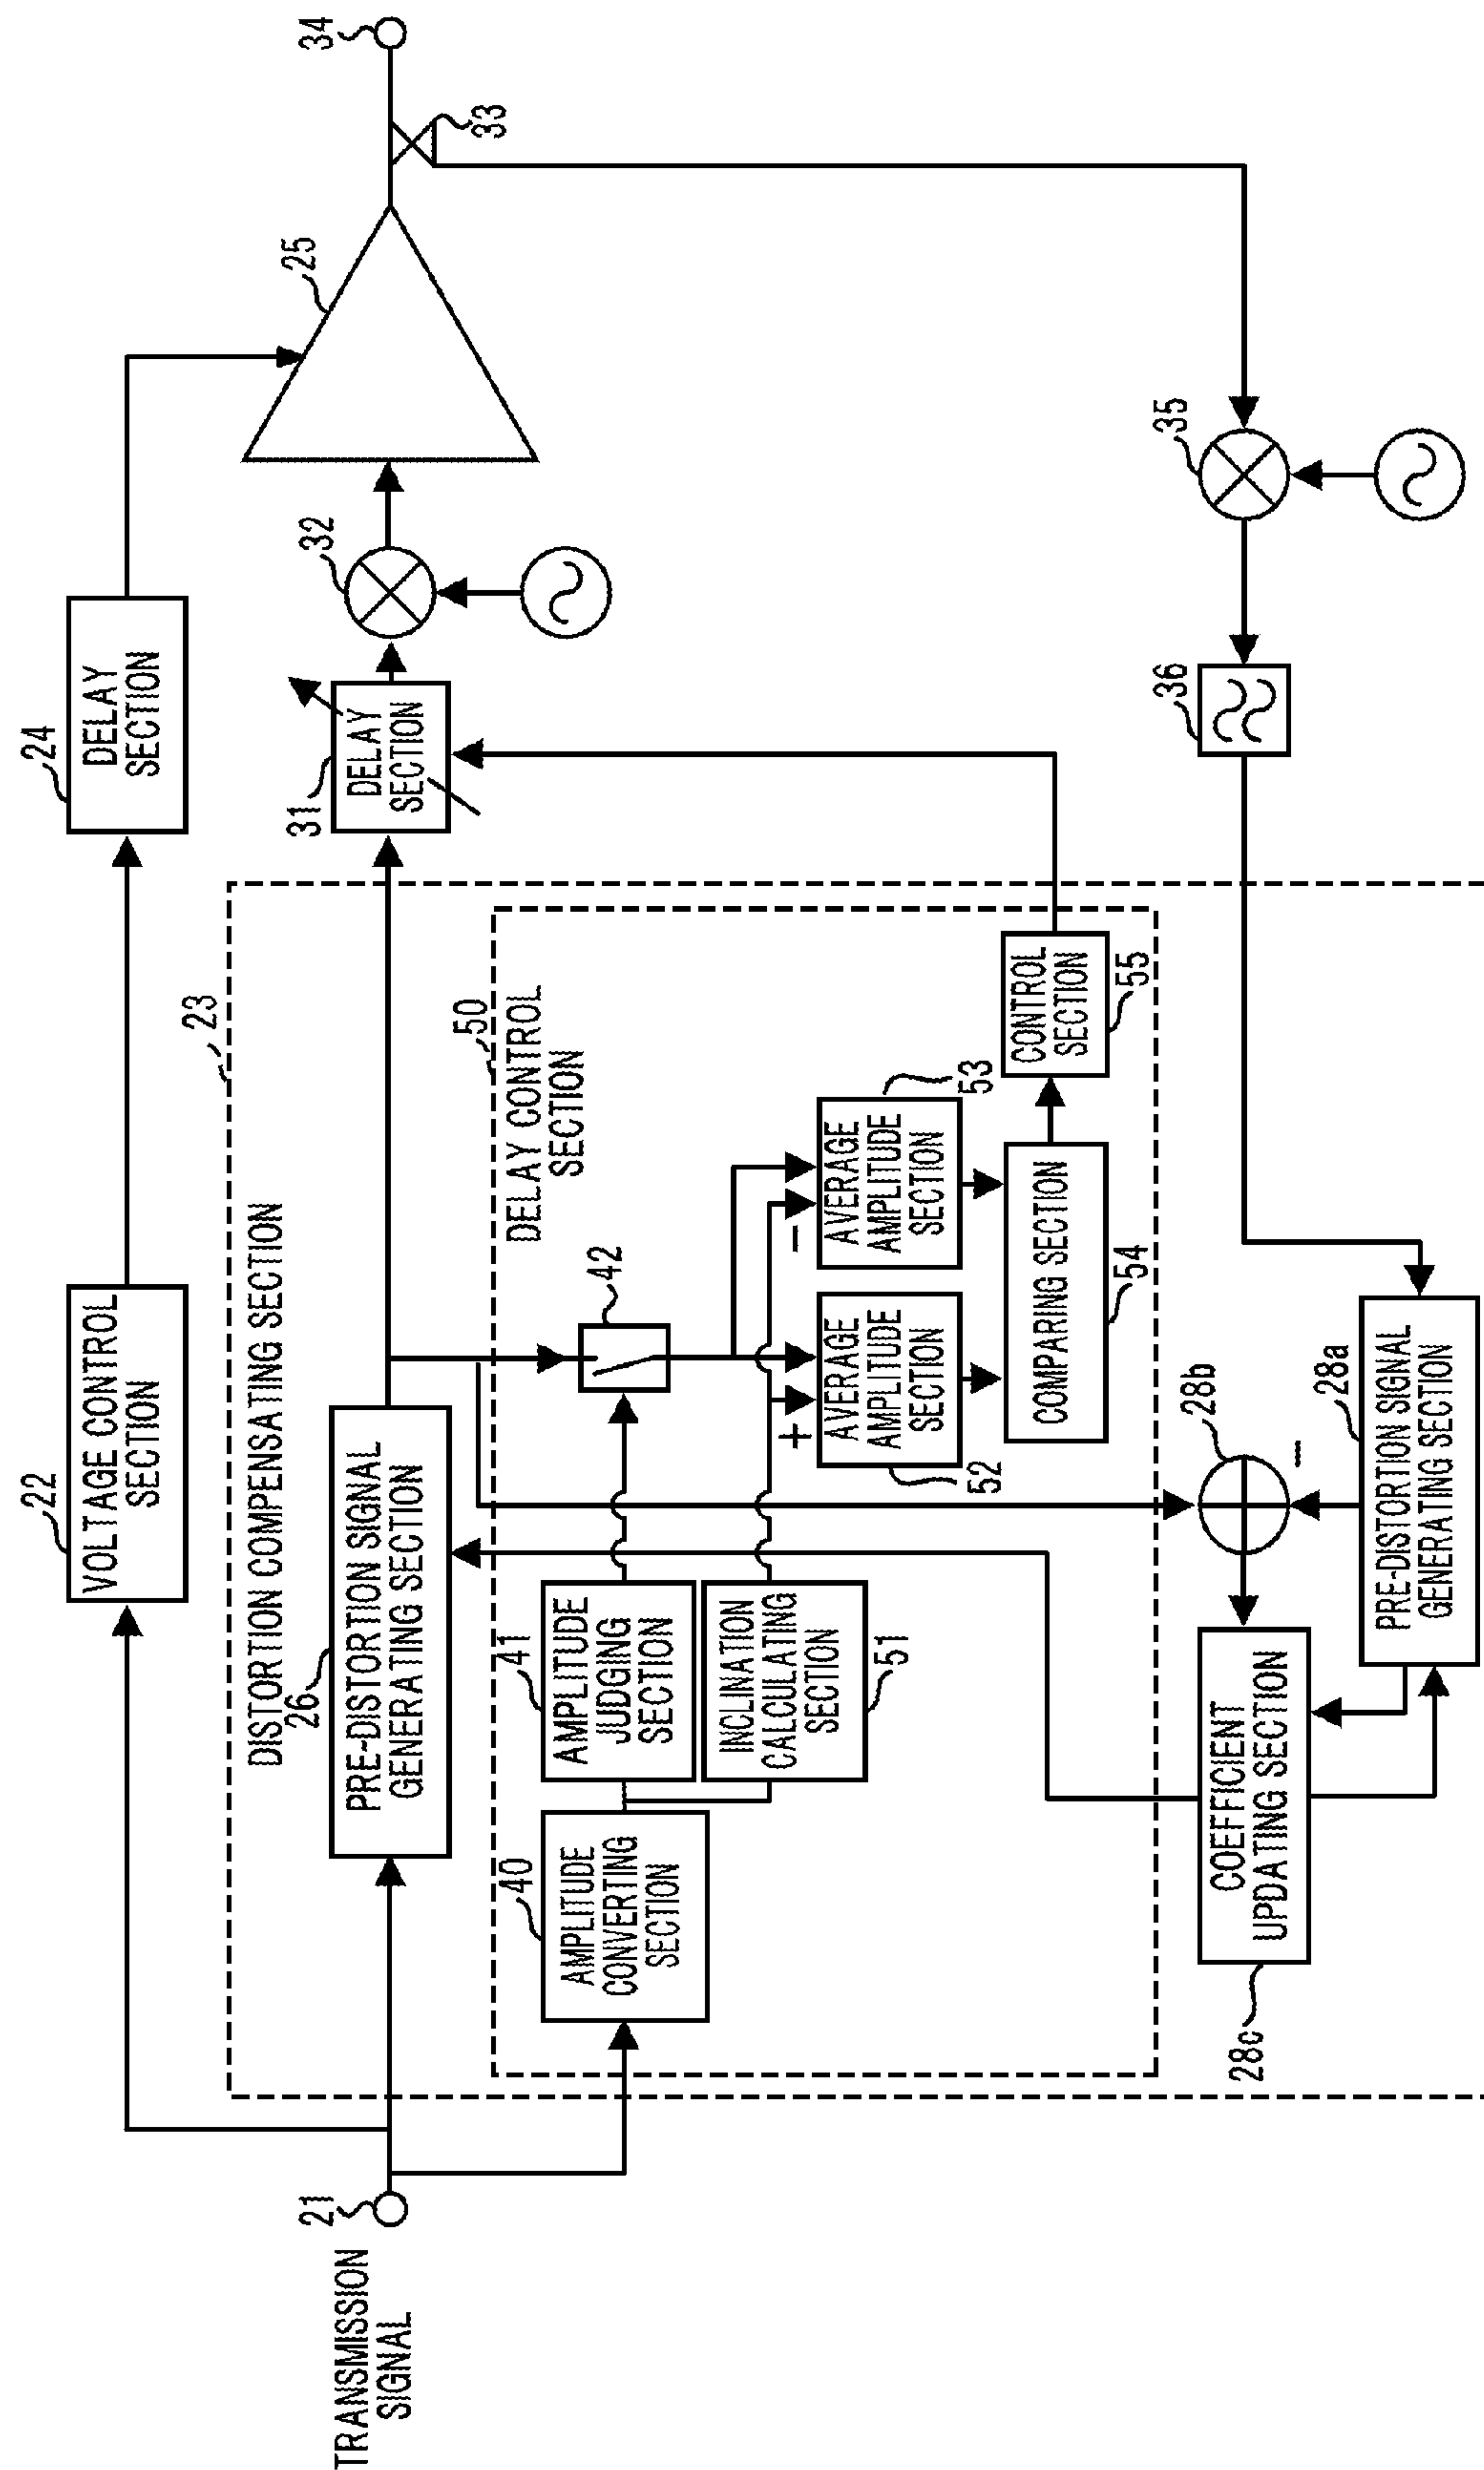 TRANSMISSION
SIGNAL
21
22
VOLTAGE CONTROL
SECTION
24
DELAY
SECTION
23
DISTORTION COMPENSATING SECTION
26
PRE-DISTORTION SIGNAL
GENERATING SECTION
31
DELAY
SECTION
32
25
33
34
50
DELAY CONTROL
SECTION
40
AMPLITUDE
CONVERTING
SECTION
41
AMPLITUDE
JUDGING
SECTION
42
INCLINATION
CALCULATING
SECTION
51
+
AVERAGE
AMPLITUDE
SECTION
52
-
AVERAGE
AMPLITUDE
SECTION
53
COMPARING SECTION
54
CONTROL
SECTION
55
28c
COEFFICIENT
UPDATING SECTION
28b
-
28a
PRE-DISTORTION SIGNAL
GENERATING SECTION
36
35